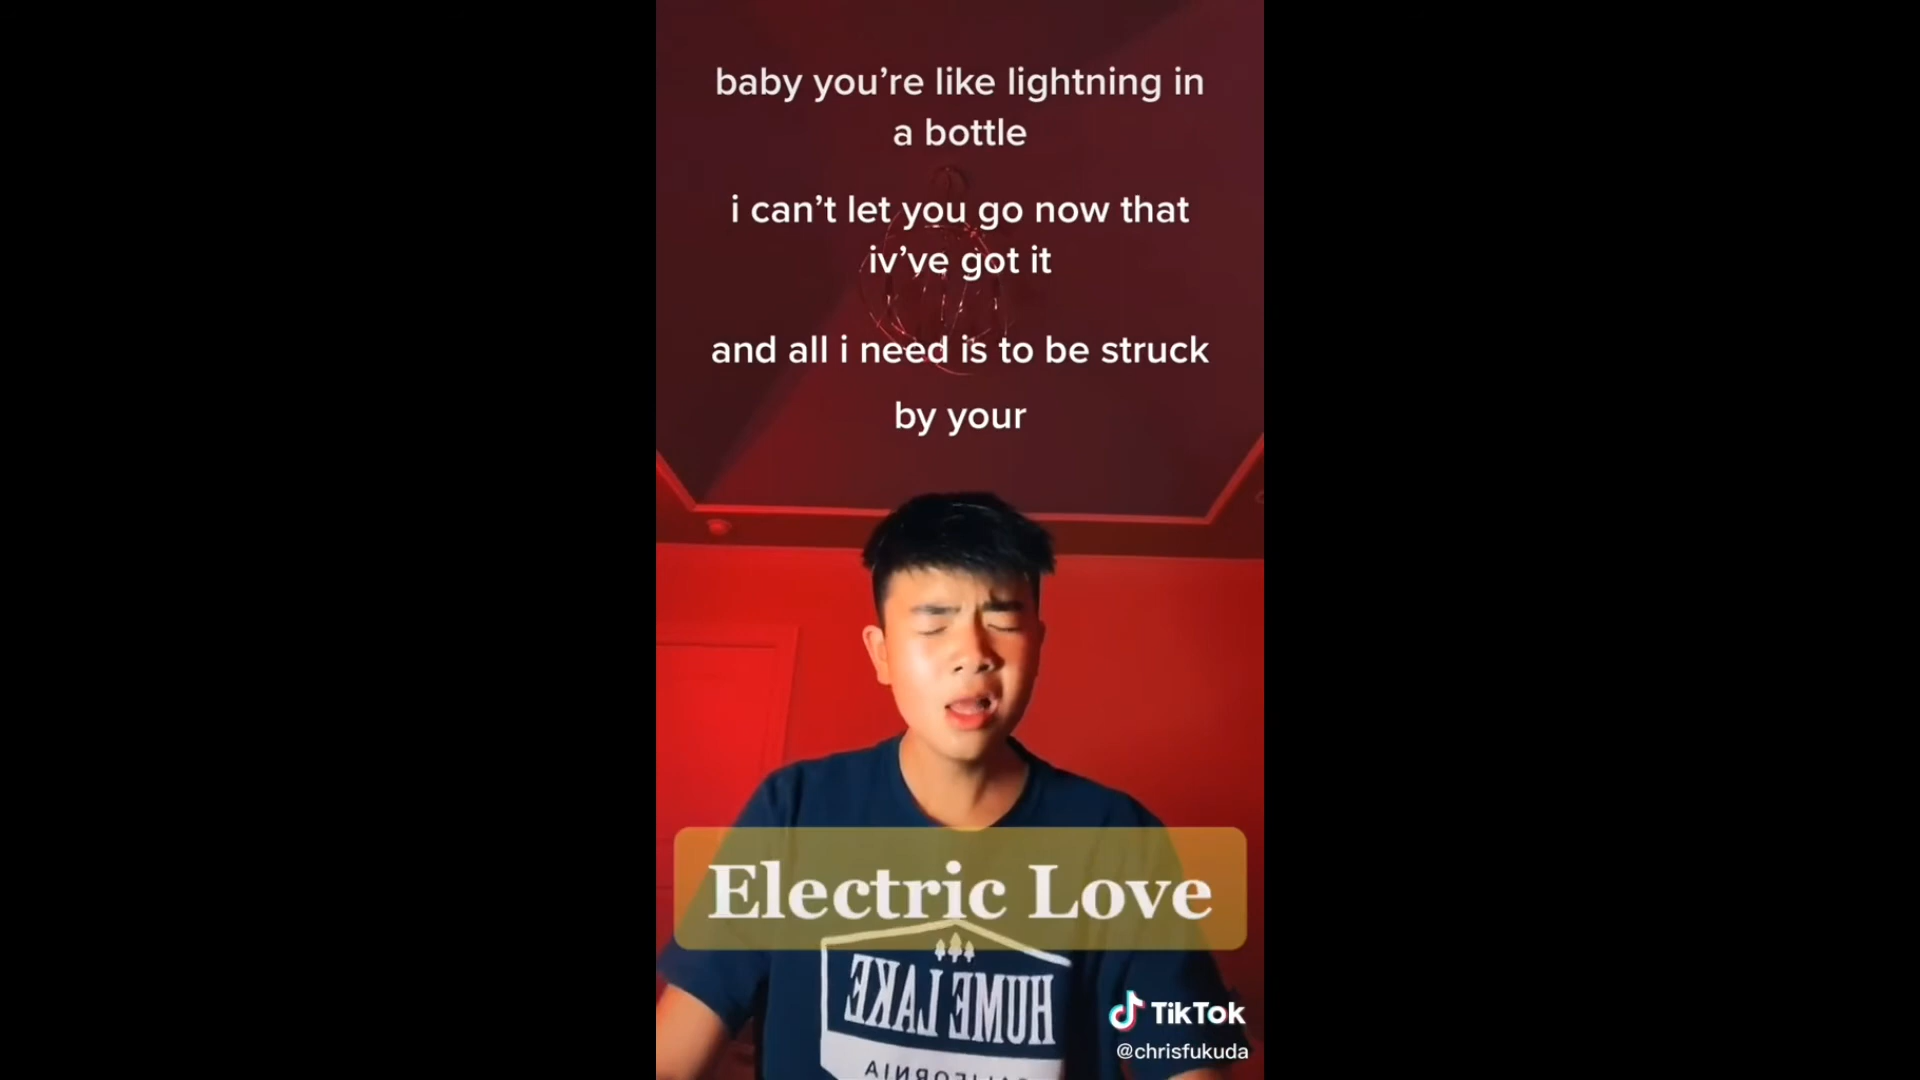 baby you're like lightning in
a bottle
i can't let you go now that
iv've got it
and all i need is to be struck
by your
Electric Love
HUME LAKE
CALIFORNIA
TikTok
@chrisfukuda